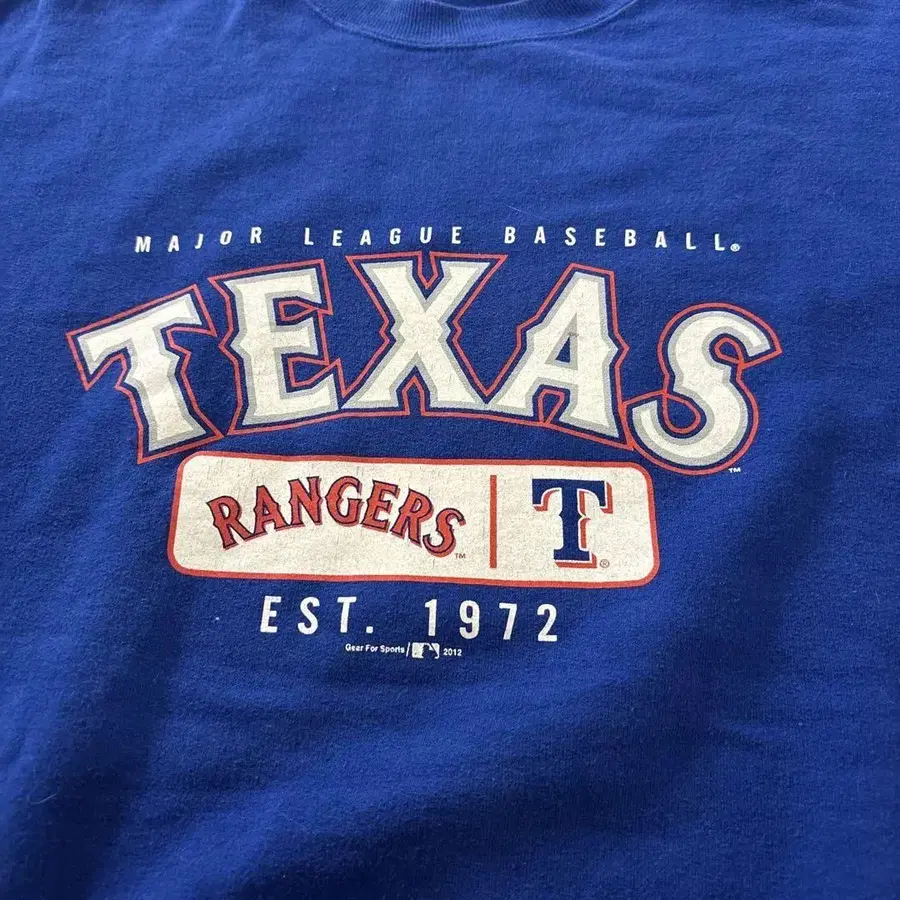 MAJOR LEAGUE BASEBALL®
TEXAS™
RANGERS™ | T®
EST. 1972
Gear For Sports | 2012